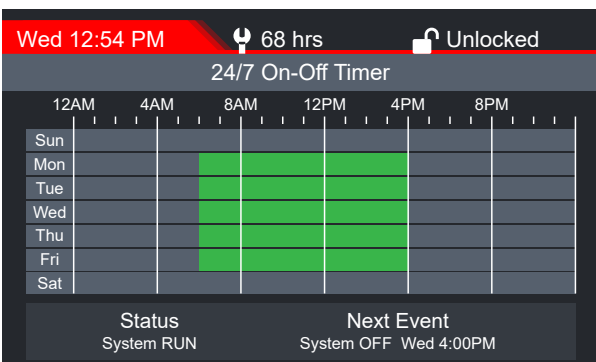 Wed 12:54 PM 68 hrs Unlocked
24/7 On-Off Timer
12AM 4AM 8AM 12PM 4PM 8PM
Sun
Mon
Tue
Wed
Thu
Fri
Sat
Status Next Event
System RUN System OFF Wed 4:00PM